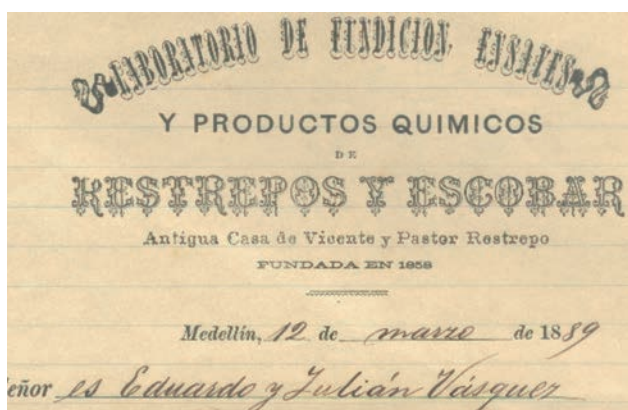 LABORATORIO DE FUNDICION, ENSAYES
Y PRODUCTOS QUIMICOS
DE
RESTREPOS Y ESCOBAR
Antigua Casa de Vicente y Pastor Restrepo
FUNDADA EN 1858
Medellín, 12 de marzo de 1889
eñor es Eduardo y Julián Vásquez